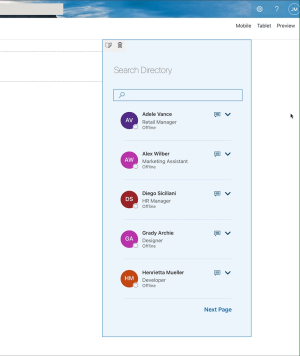 ? JM
Mobile Tablet Preview
Search Directory
AV Adele Vance
Retail Manager
Offline
AW Alex Wilber
Marketing Assistant
Offline
DS Diego Siciliani
HR Manager
Offline
GA Grady Archie
Designer
Offline
HM Henrietta Mueller
Developer
Offline
Next Page